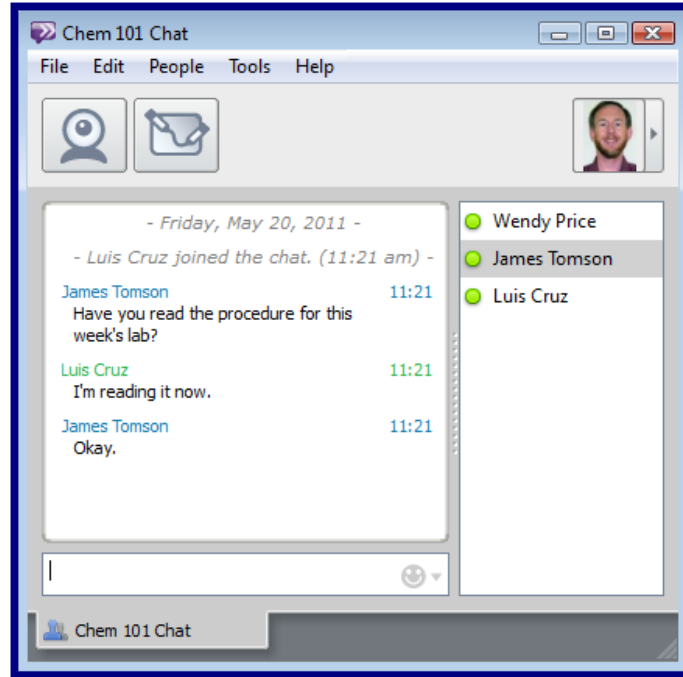 Chem 101 Chat
File Edit People Tools Help
- Friday, May 20, 2011 -
- Luis Cruz joined the chat. (11:21 am) -
James Tomson 11:21
Have you read the procedure for this
week's lab?
Luis Cruz 11:21
I'm reading it now.
James Tomson 11:21
Okay.
Wendy Price
James Tomson
Luis Cruz
Chem 101 Chat